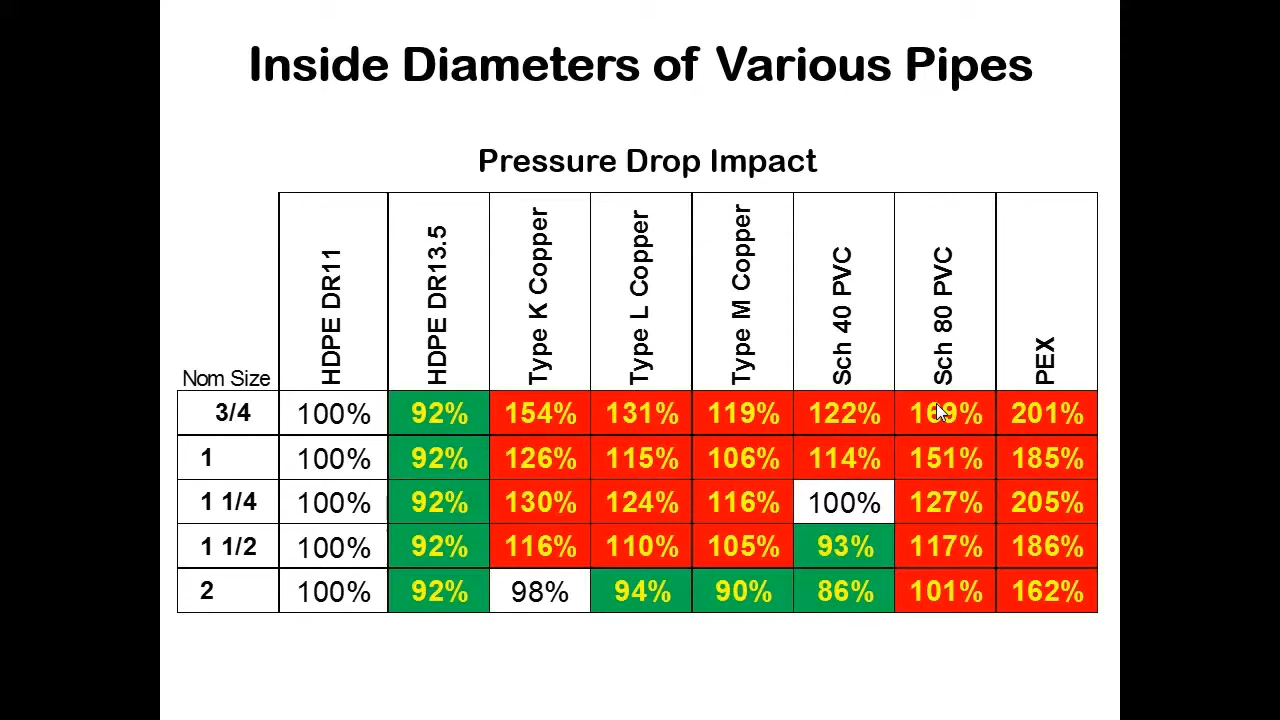 Inside Diameters of Various Pipes
Pressure Drop Impact
Nom Size HDPE DR11 HDPE DR13.5 Type K Copper Type L Copper Type M Copper Sch 40 PVC Sch 80 PVC PEX
3/4 100% 92% 154% 131% 119% 122% 201%
1 100% 92% 126% 115% 106% 114% 151% 185%
1 1/4 100% 92% 130% 124% 116% 100% 127% 205%
1 1/2 100% 92% 116% 110% 105% 93% 117% 186%
2 100% 92% 98% 94% 90% 86% 101% 162%